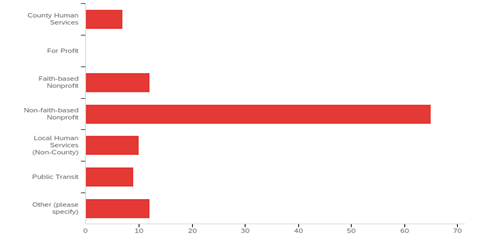 County Human
Services
For Profit
Faith-based
Nonprofit
Non-faith-based
Nonprofit
Local Human
Services
(Non-County)
Public Transit
Other (please
specify)
0 10 20 30 40 50 60 70